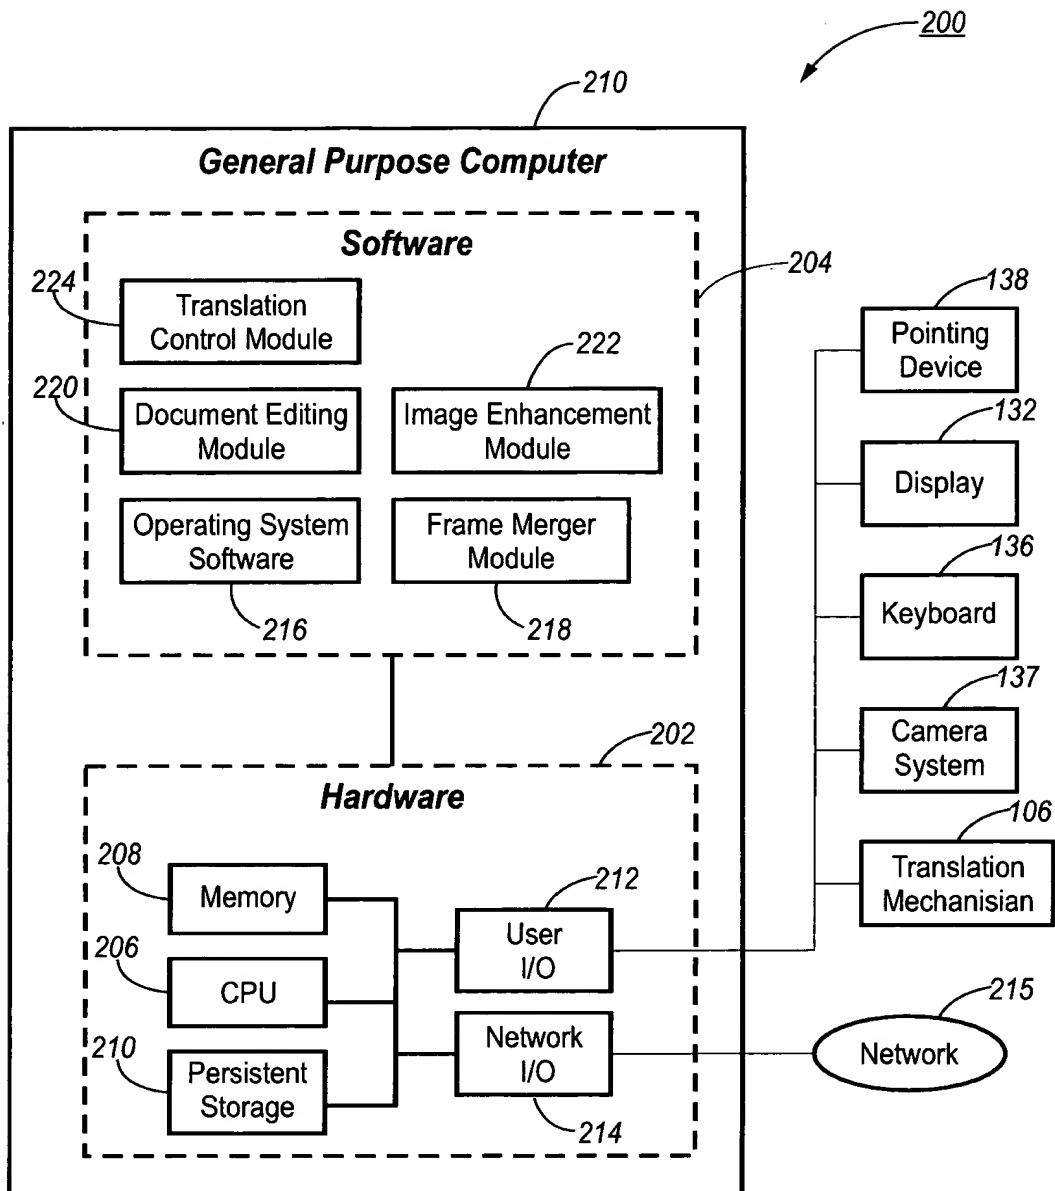 200
210
General Purpose Computer
Software
204
224
Translation
Control Module
222
220
Document Editing
Module
Image Enhancement
Module
Operating System
Software
Frame Merger
Module
216
218
138
Pointing
Device
132
Display
136
Keyboard
137
Camera
System
106
Translation
Mechanisian
202
Hardware
208
Memory
212
User
I/O
206
CPU
210
Persistent
Storage
Network
I/O
214
215
Network